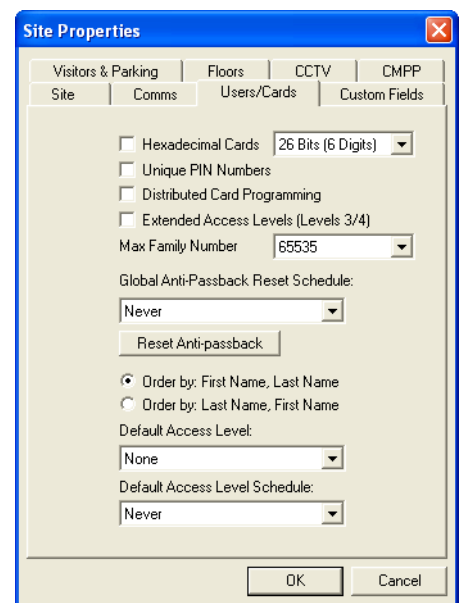 Site Properties
Visitors & Parking Floors CCTV CMPP
Site Comms Users/Cards Custom Fields
Hexadecimal Cards 26 Bits (6 Digits)
Unique PIN Numbers
Distributed Card Programming
Extended Access Levels (Levels 3/4)
Max Family Number 65535
Global Anti-Passback Reset Schedule:
Never
Reset Anti-passback
Order by: First Name, Last Name
Order by: Last Name, First Name
Default Access Level:
None
Default Access Level Schedule:
Never
OK Cancel